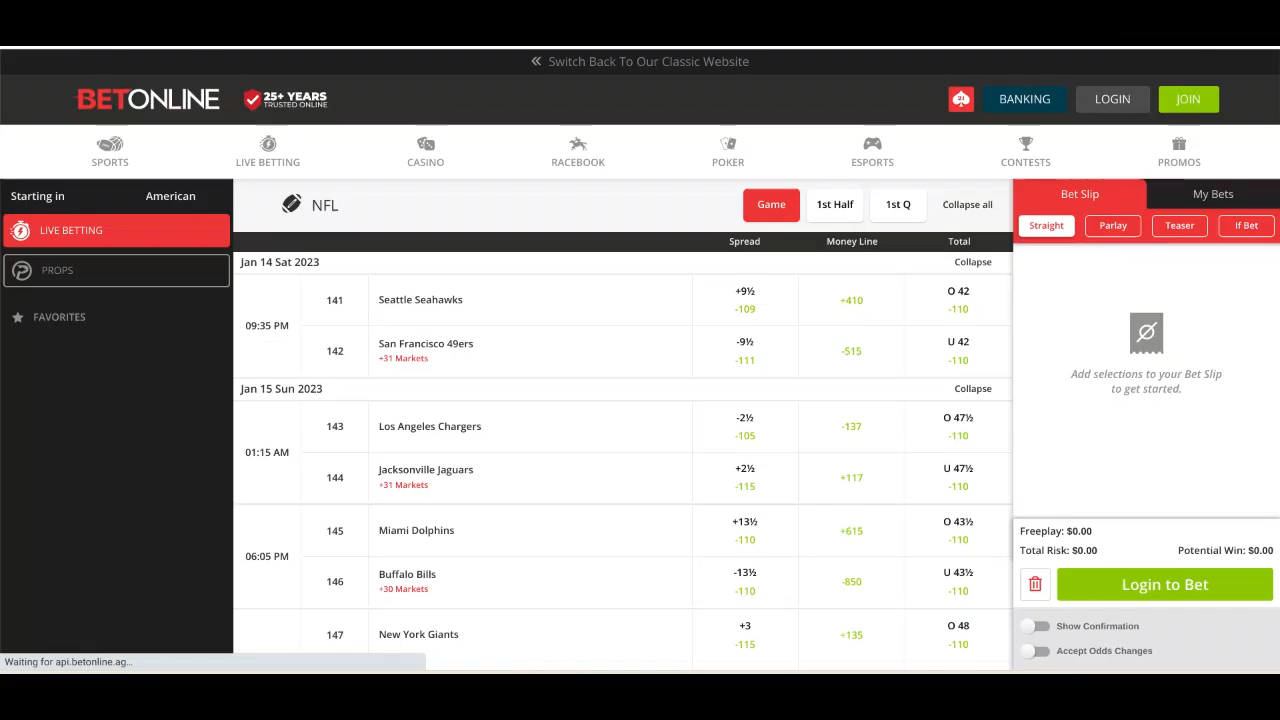 Switch Back To Our Classic Website
BETONLINE
25+ YEARS
TRUSTED ONLINE
21
BANKING
LOGIN
JOIN
SPORTS
LIVE BETTING
CASINO
RACEBOOK
POKER
ESPORTS
CONTESTS
PROMOS
Starting in American
LIVE BETTING
PROPS
FAVORITES
NFL
Game
1st Half
1st Q
Collapse all
Spread Money Line Total
Jan 14 Sat 2023 Collapse
09:35 PM
141 Seattle Seahawks +9½ -109 +410 O 42 -110
142 San Francisco 49ers -9½ -111 -515 U 42 -110
+31 Markets
Jan 15 Sun 2023 Collapse
01:15 AM
143 Los Angeles Chargers -2½ -105 -137 O 47½ -110
144 Jacksonville Jaguars +2½ -115 +117 U 47½ -110
+31 Markets
06:05 PM
145 Miami Dolphins +13½ -110 +615 O 43½ -110
146 Buffalo Bills -13½ -110 -850 U 43½ -110
+30 Markets
147 New York Giants +3 -115 +135 O 48 -110
Bet Slip
My Bets
Straight
Parlay
Teaser
If Bet
Add selections to your Bet Slip
to get started.
Freeplay: $0.00
Total Risk: $0.00 Potential Win: $0.00
Login to Bet
Show Confirmation
Accept Odds Changes
Waiting for api.betonline.ag...